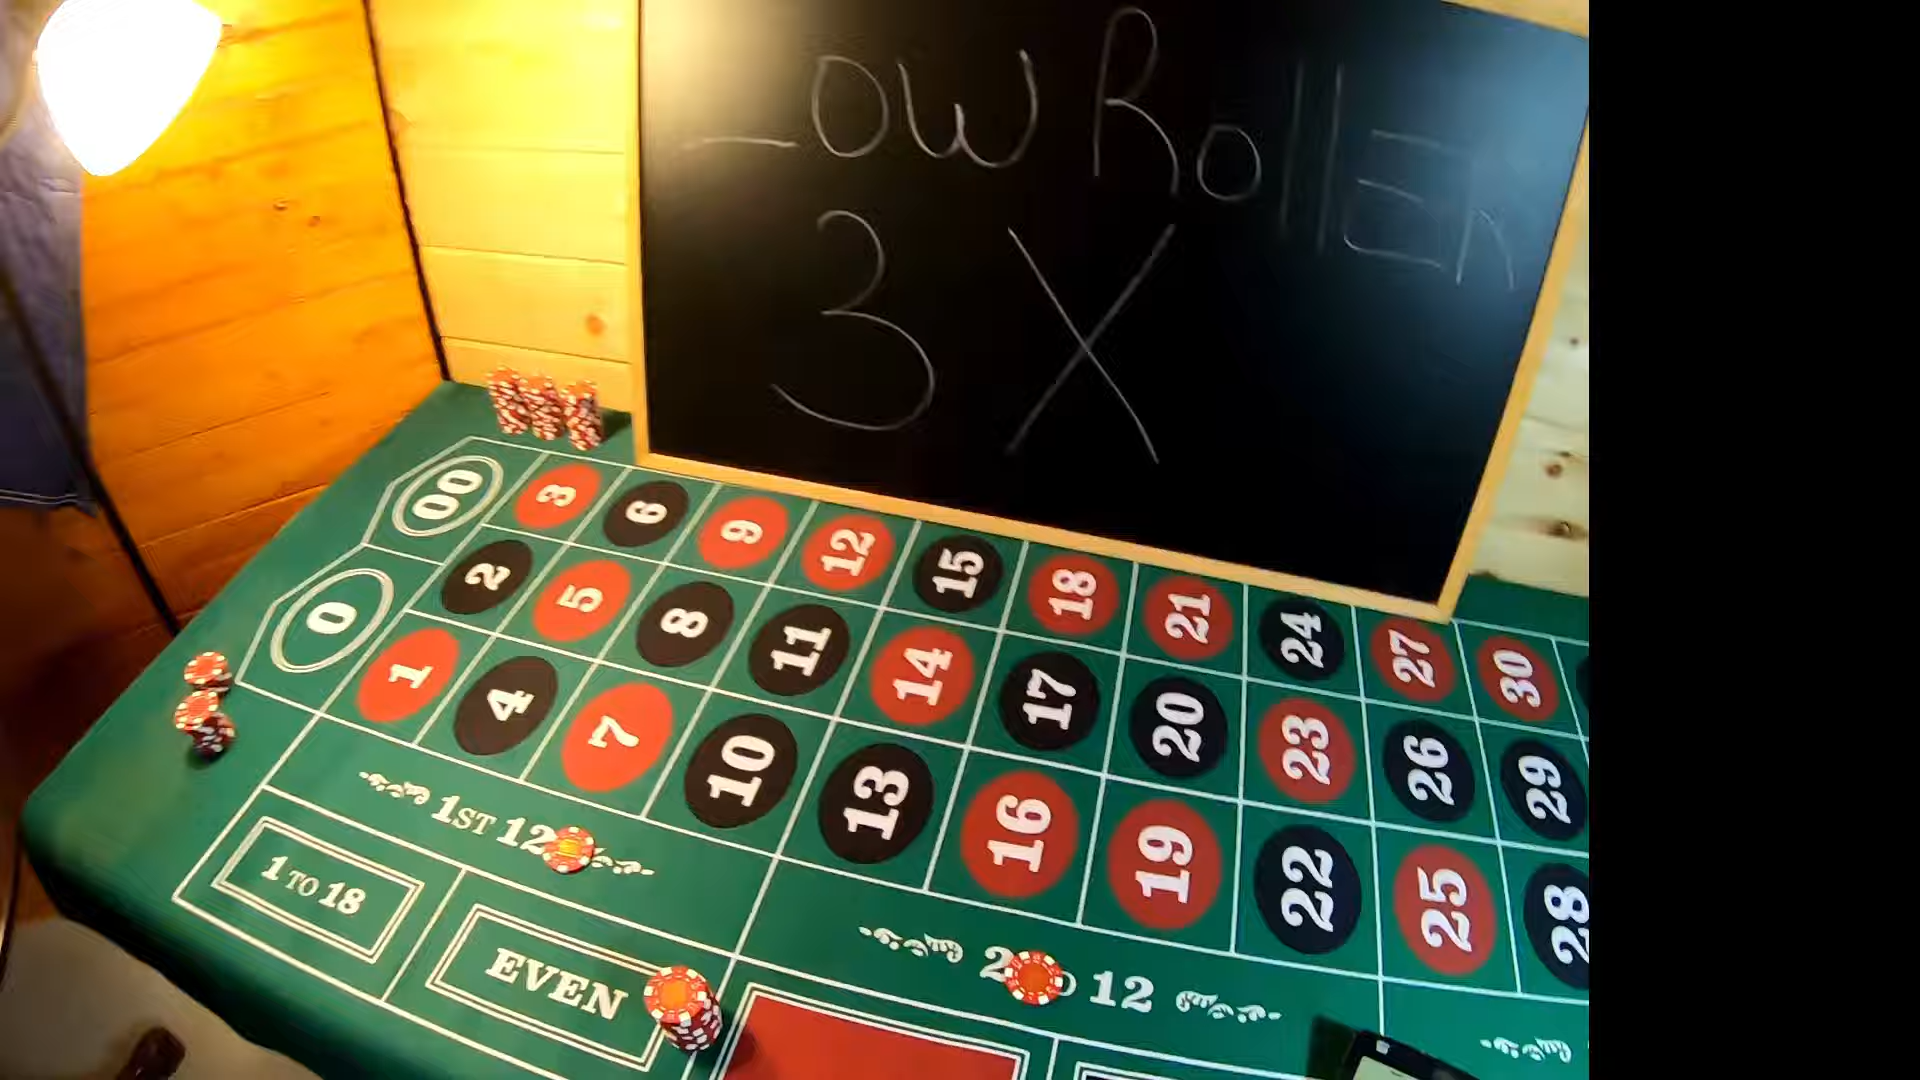 LOW RollER
3 X
00 3 6 9 12 15 18 21 24 27 30
0 2 5 8 11 14 17 20 23 26 29
1 4 7 10 13 16 19 22 25 28
1ST 12
12
1 TO 18
EVEN